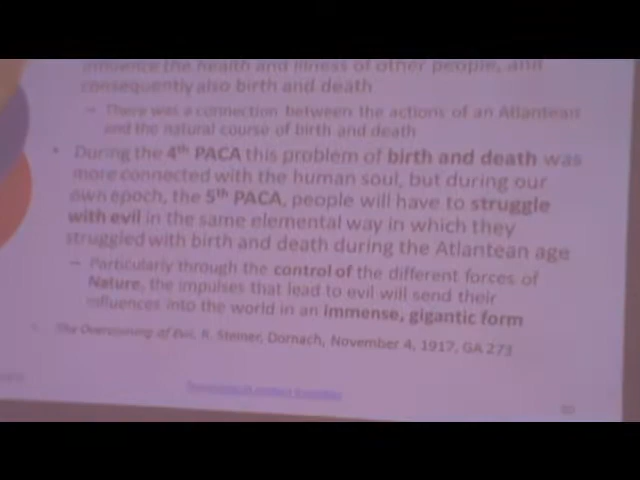 influence the health and illness of other people, and
consequently also birth and death
– There was a connection between the actions of an Atlantean
and the natural course of birth and death
• During the 4th PACA this problem of birth and death was
more connected with the human soul, but during our
own epoch, the 5th PACA, people will have to struggle
with evil in the same elemental way in which they
struggled with birth and death during the Atlantean age
– Particularly through the control of the different forces of
Nature, the impulses that lead to evil will send their
influences into the world in an immense, gigantic form
The Overcoming of Evil, R. Steiner, Dornach, November 4, 1917, GA 273